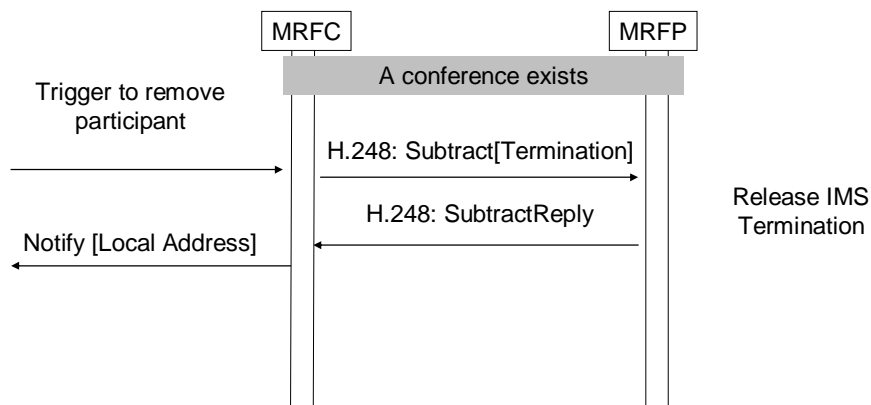 MRFC
MRFP
A conference exists
Trigger to remove
participant
H.248: Subtract[Termination]
H.248: SubtractReply
Release IMS
Termination
Notify [Local Address]